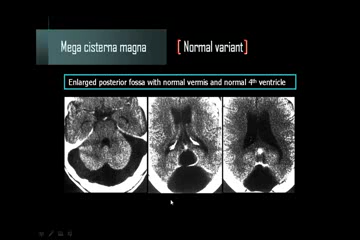 Mega cisterna magna
[ Normal variant]
Enlarged posterior fossa with normal vermis and normal 4th ventricle